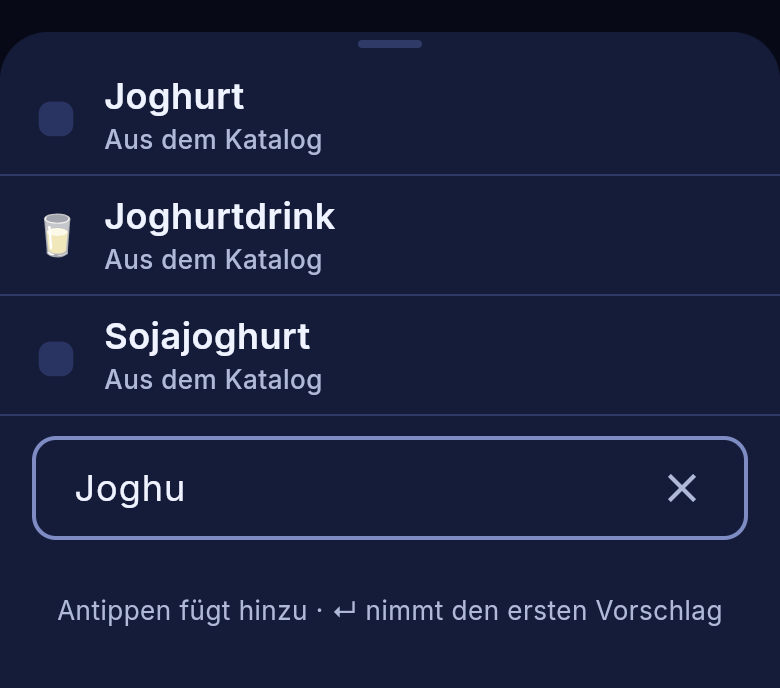 Joghurt
Aus dem Katalog
Joghurtdrink
Aus dem Katalog
Sojajoghurt
Aus dem Katalog
Joghu
Antippen fügt hinzu · ↵ nimmt den ersten Vorschlag